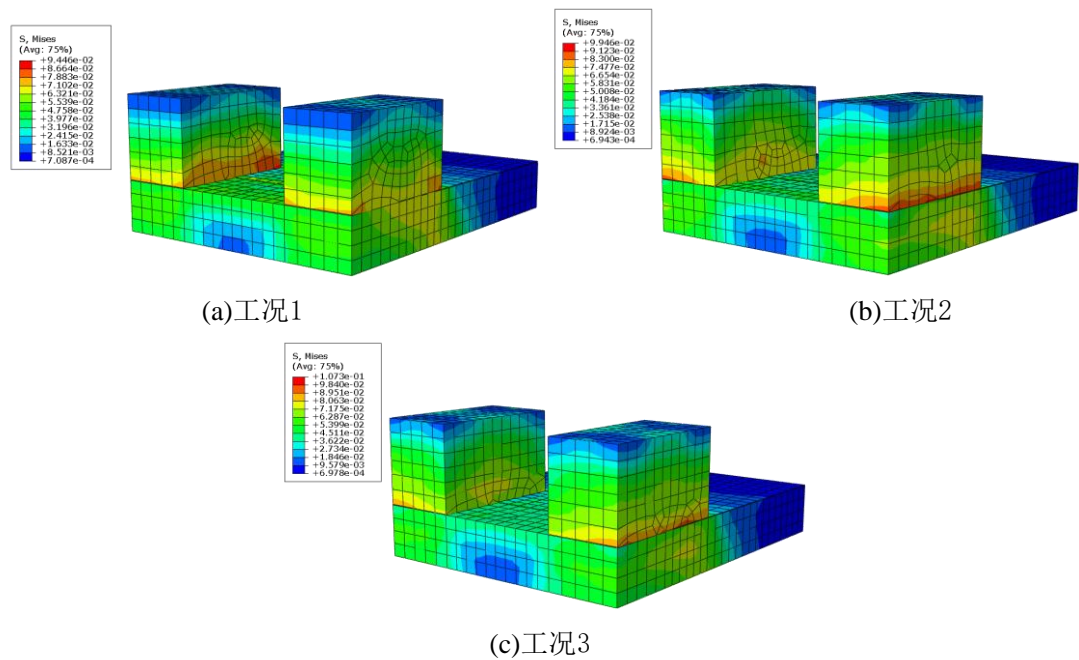 S, Mises
(Avg: 75%)
+9.446e-02
+8.664e-02
+7.883e-02
+7.102e-02
+6.321e-02
+5.539e-02
+4.758e-02
+3.977e-02
+3.196e-02
+2.415e-02
+1.633e-02
+8.521e-03
+7.087e-04
(a)工况1
S, Mises
(Avg: 75%)
+9.946e-02
+9.123e-02
+8.300e-02
+7.477e-02
+6.654e-02
+5.831e-02
+5.008e-02
+4.184e-02
+3.361e-02
+2.538e-02
+1.715e-02
+8.924e-03
+6.943e-04
(b)工况2
S, Mises
(Avg: 75%)
+1.073e-01
+9.840e-02
+8.951e-02
+8.063e-02
+7.175e-02
+6.287e-02
+5.399e-02
+4.511e-02
+3.622e-02
+2.734e-02
+1.846e-02
+9.579e-03
+6.978e-04
(c)工况3